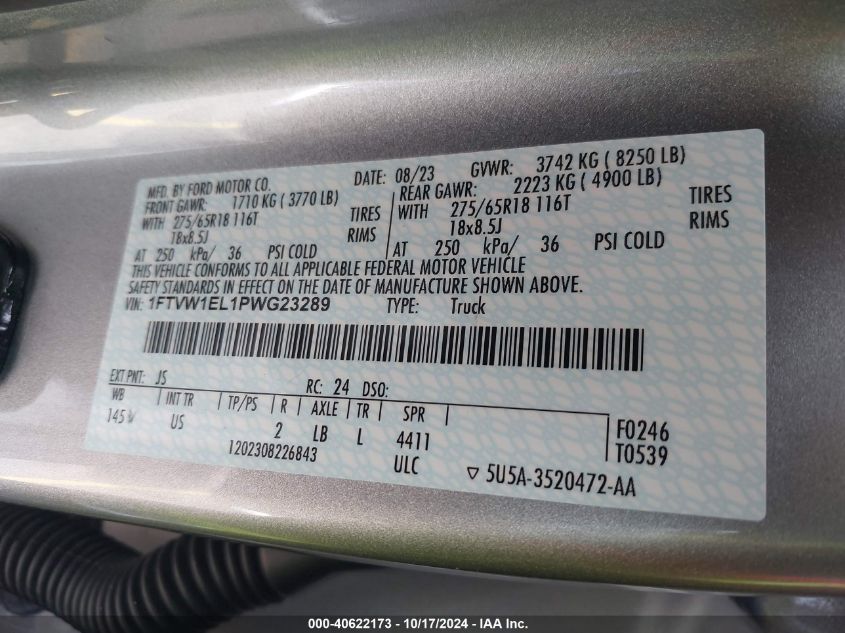 MFD. BY FORD MOTOR CO. DATE: 08/23 GVWR: 3742 KG ( 8250 LB)
FRONT GAWR: 1710 KG ( 3770 LB) REAR GAWR: 2223 KG ( 4900 LB)
WITH 275/65R18 116T TIRES WITH 275/65R18 116T TIRES
18x8.5J RIMS 18x8.5J RIMS
AT 250 kPa/ 36 PSI COLD AT 250 kPa/ 36 PSI COLD
THIS VEHICLE CONFORMS TO ALL APPLICABLE FEDERAL MOTOR VEHICLE
SAFETY STANDARDS IN EFFECT ON THE DATE OF MANUFACTURE SHOWN ABOVE.
VIN: 1FTVW1EL1PWG23289 TYPE: Truck
EXT PNT: JS RC: 24 DSO:
WB INT TR TP/PS R AXLE TR SPR
145 US 2 LB L 4411 F0246
1202308226843 ULC T0539
5U5A-3520472-AA
000-40622173 - 10/17/2024 - IAA Inc.